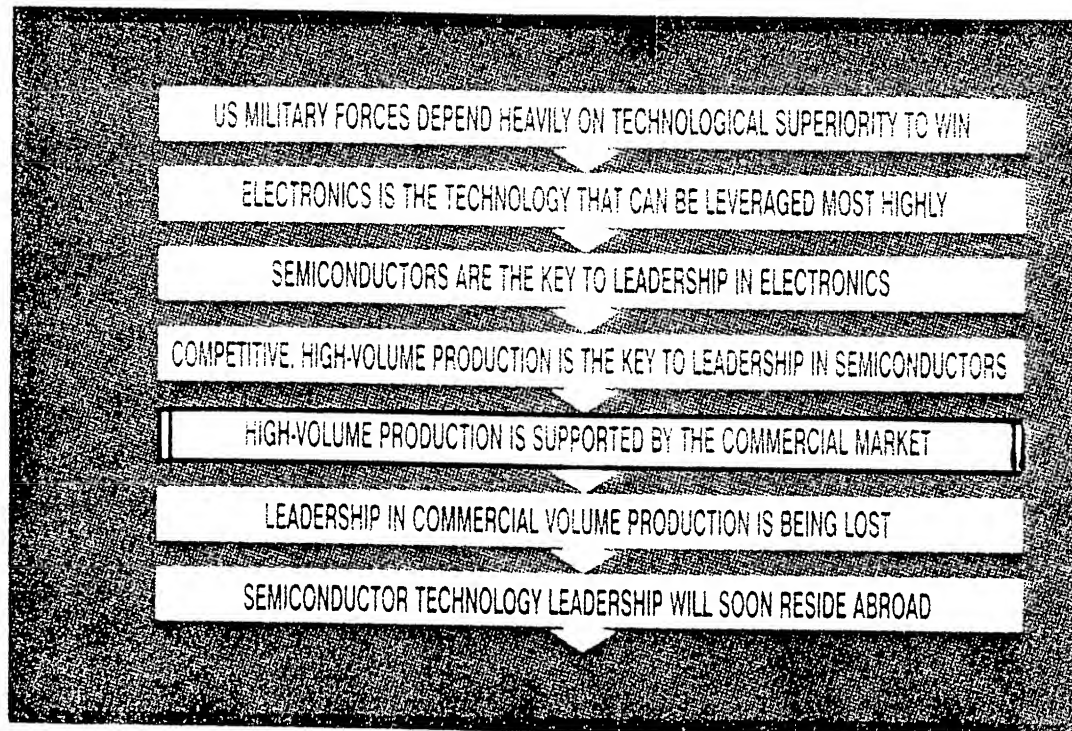 US MILITARY FORCES DEPEND HEAVILY ON TECHNOLOGICAL SUPERIORITY TO WIN
ELECTRONICS IS THE TECHNOLOGY THAT CAN BE LEVERAGED MOST HIGHLY
SEMICONDUCTORS ARE THE KEY TO LEADERSHIP IN ELECTRONICS
COMPETITIVE, HIGH-VOLUME PRODUCTION IS THE KEY TO LEADERSHIP IN SEMICONDUCTORS
HIGH-VOLUME PRODUCTION IS SUPPORTED BY THE COMMERCIAL MARKET
LEADERSHIP IN COMMERCIAL VOLUME PRODUCTION IS BEING LOST
SEMICONDUCTOR TECHNOLOGY LEADERSHIP WILL SOON RESIDE ABROAD